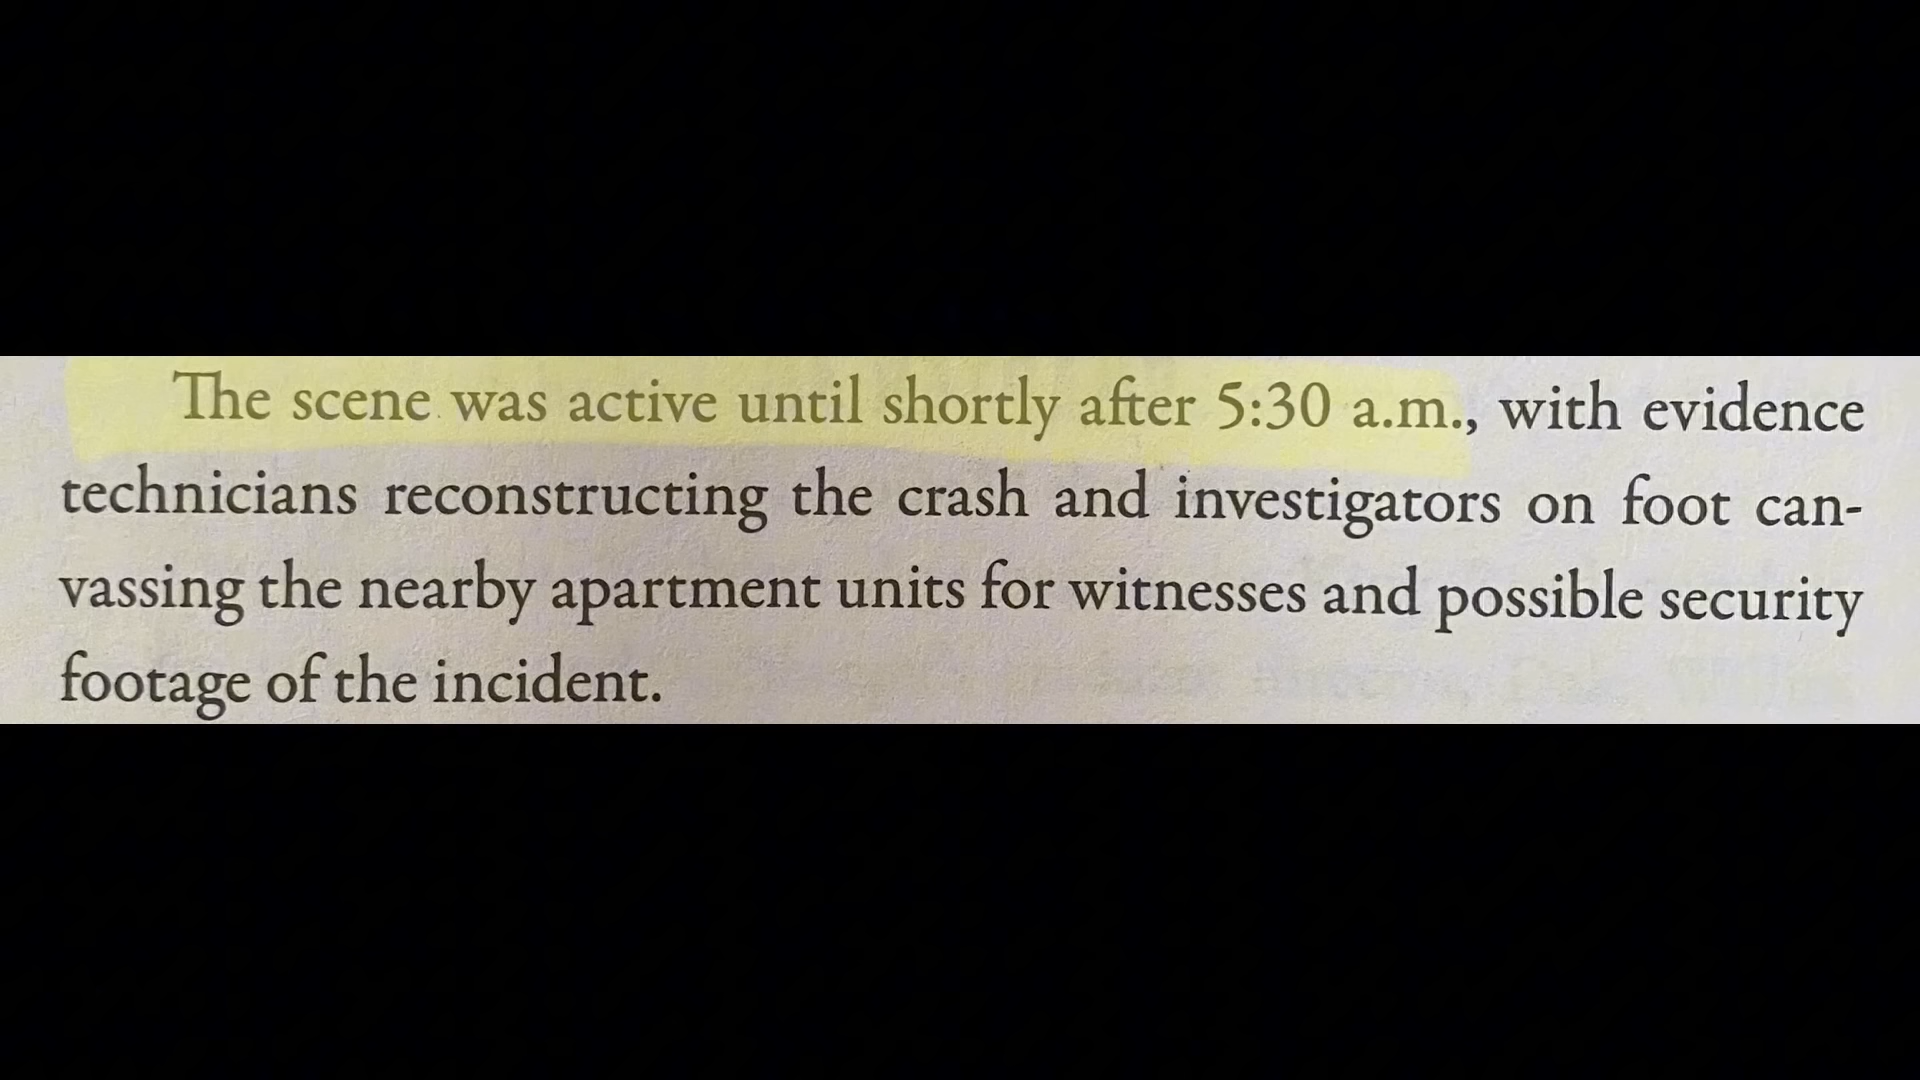 The scene was active until shortly after 5:30 a.m., with evidence
technicians reconstructing the crash and investigators on foot can-
vassing the nearby apartment units for witnesses and possible security
footage of the incident.